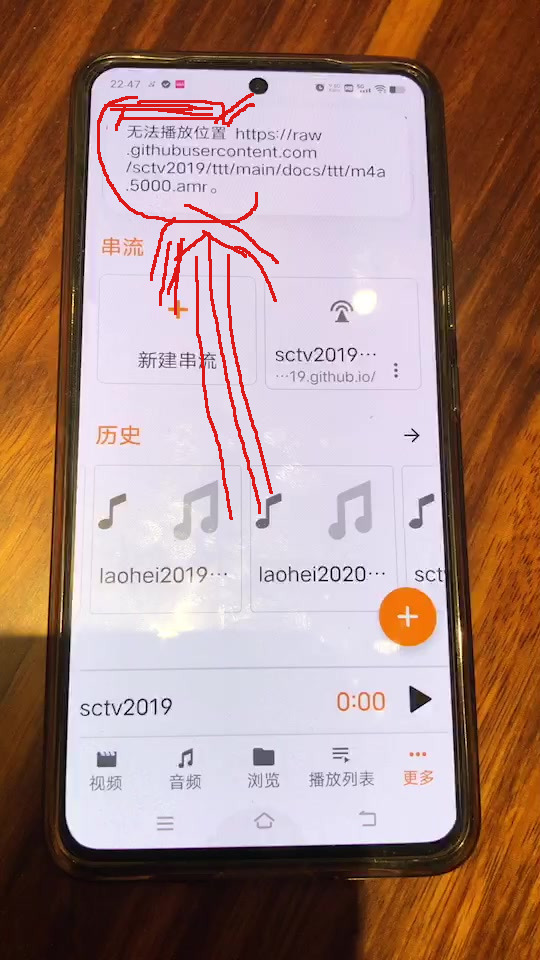 22:47
无法播放位置 https://raw
.githubusercontent.com
/sctv2019/ttt/main/docs/ttt/m4a
.5000.amr。
串流
新建串流
sctv2019…
…19.github.io/
历史
laohei2019…
laohei2020…
sct
sctv2019
0:00
视频
音频
浏览
播放列表
更多